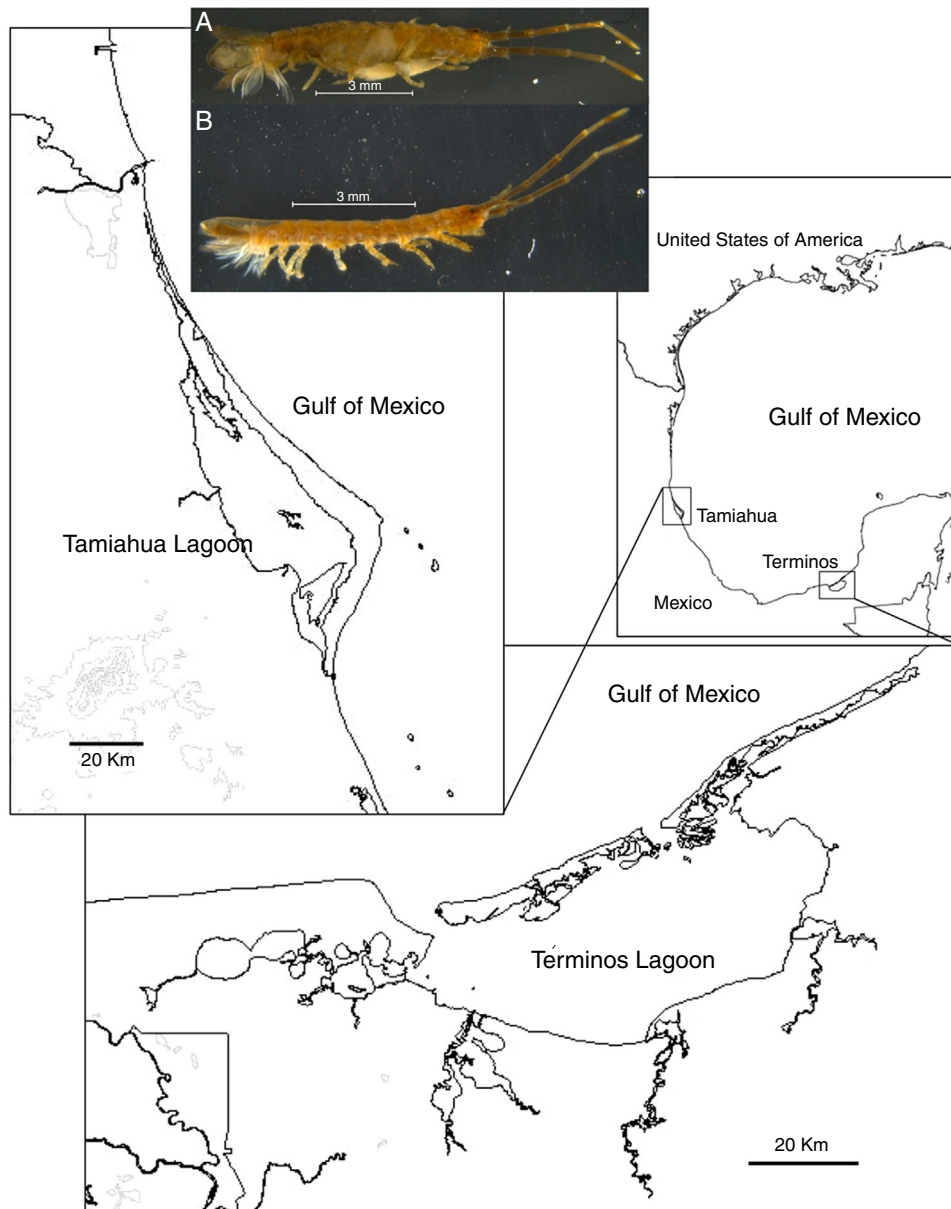 A
3 mm
B
3 mm
United States of America
Gulf of Mexico
Gulf of Mexico
Tamiahua
Tamiahua Lagoon
Terminos
Mexico
Gulf of Mexico
20 Km
Términos Lagoon
20 Km